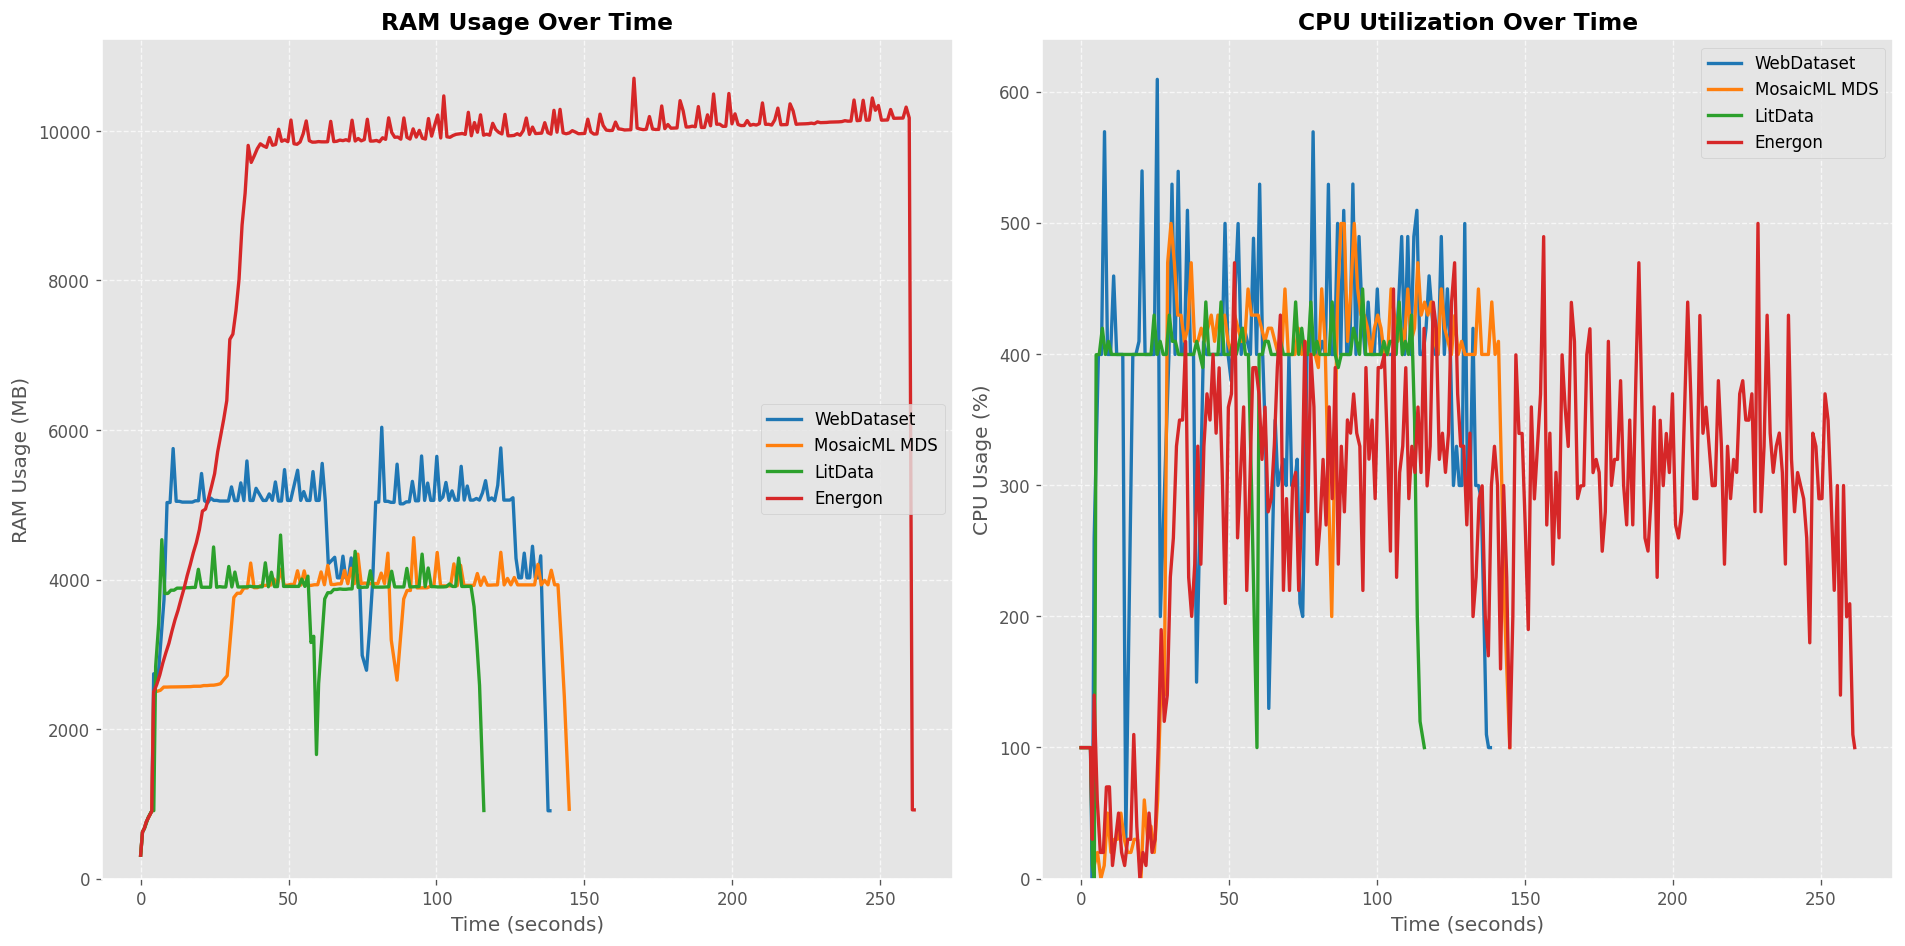 RAM Usage Over Time
RAM Usage (MB)
10000
8000
6000
4000
2000
0
0
50
100
150
200
250
Time (seconds)
WebDataset
MosaicML MDS
LitData
Energon
CPU Utilization Over Time
CPU Usage (%)
600
500
400
300
200
100
0
0
50
100
150
200
250
Time (seconds)
WebDataset
MosaicML MDS
LitData
Energon